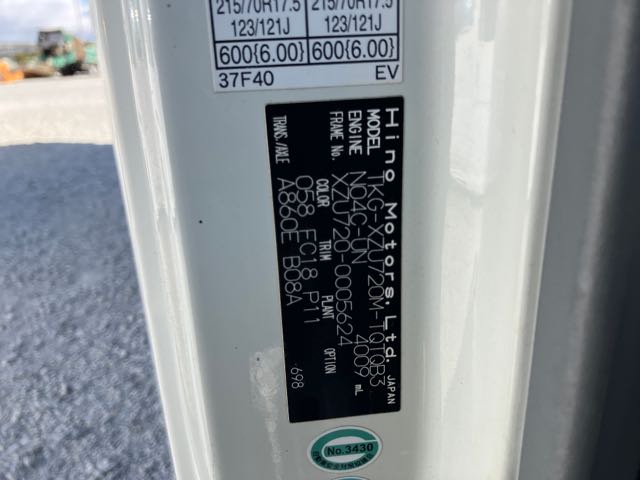 215/70R17.5 215/70R17.5
123/121J 123/121J
600{6.00} 600{6.00}
37F40 EV
Hino Motors, Ltd. JAPAN
MODEL TKG-XZU720M-TQTQB3
ENGINE N04C-UN 4009 mL
FRAME No. XZU720-0005624
COLOR TRIM PLANT OPTION
058 EC18 P11
TRANS./AXLE A860E B08A
698
No.3430